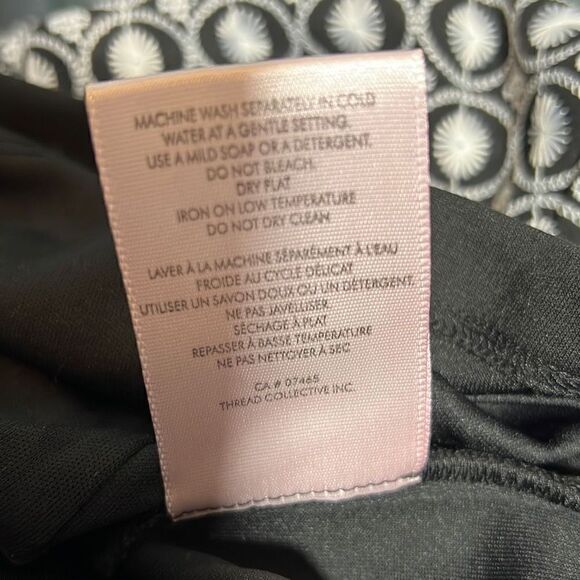 MACHINE WASH SEPARATELY IN COLD
WATER AT A GENTLE SETTING.
USE A MILD SOAP OR A DETERGENT.
DO NOT BLEACH.
DRY FLAT
IRON ON LOW TEMPERATURE
DO NOT DRY CLEAN
LAVER À LA MACHINE SÉPARÉMENT À L'EAU
FROIDE AU CYCLE DÉLICAT
UTILISER UN SAVON DOUX OU UN DÉTERGENT.
NE PAS JAVELLISER
SÉCHAGE À PLAT
REPASSER À BASSE TEMPÉRATURE
NE PAS NETTOYER À SEC
CA # 07465
THREAD COLLECTIVE INC.